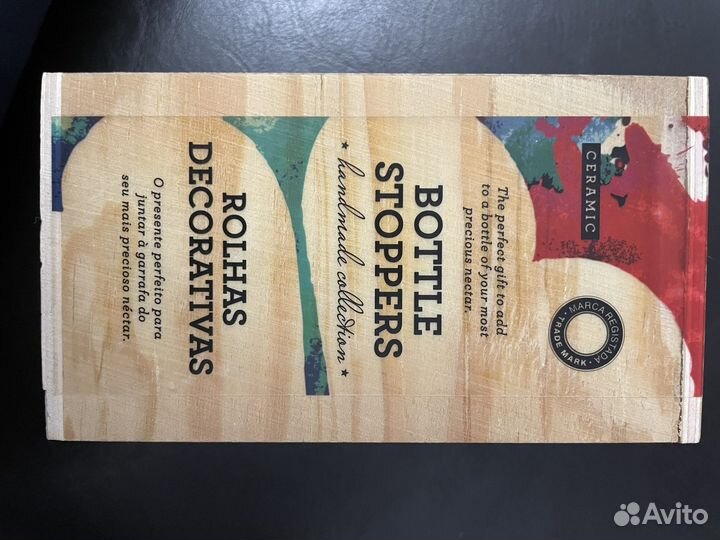 CERAMIC
MARCA REGISTADA
TRADE MARK
The perfect gift to add
to a bottle of your most
precious nectar.
BOTTLE
STOPPERS
handmade collection
ROLHAS
DECORATIVAS
O presente perfeito para
juntar à garrafa do
seu mais precioso néctar.
Avito